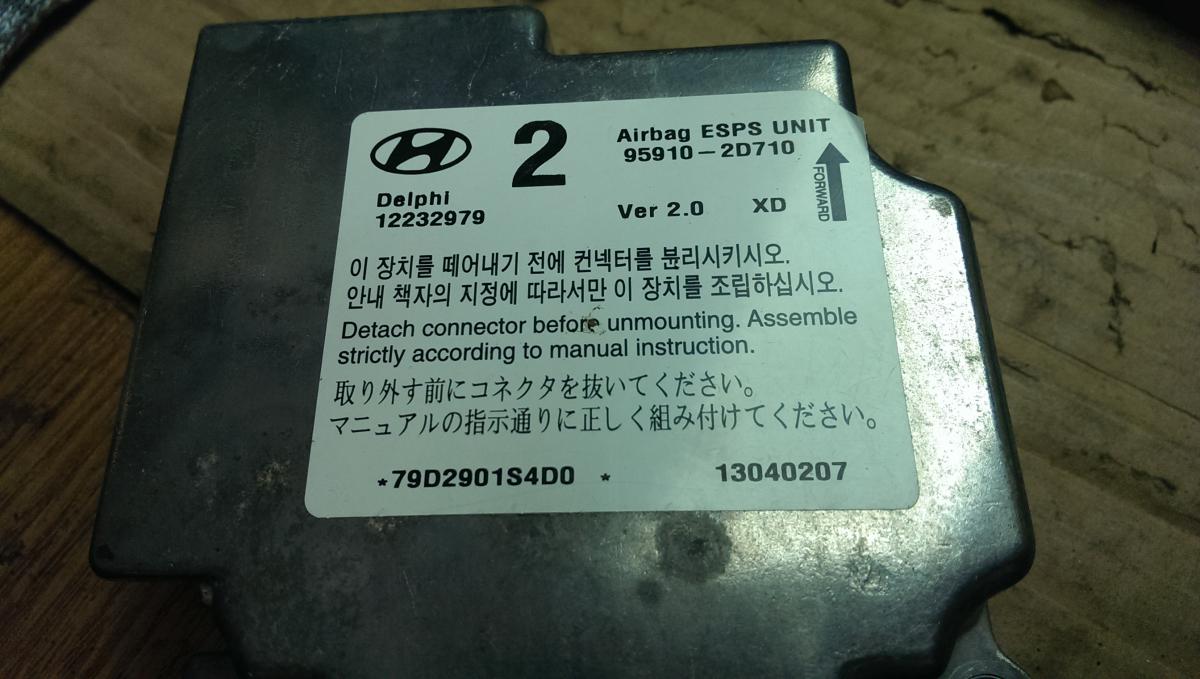 2
Airbag ESPS UNIT
95910-2D710
FORWARD
Delphi
12232979
Ver 2.0 XD
이 장치를 떼어내기 전에 컨넥터를 분리시키시오.
안내 책자의 지정에 따라서만 이 장치를 조립하십시오.
Detach connector before unmounting. Assemble
strictly according to manual instruction.
取り外す前にコネクタを抜いてください。
マニュアルの指示通りに正しく組み付けてください。
*79D2901S4D0 * 13040207